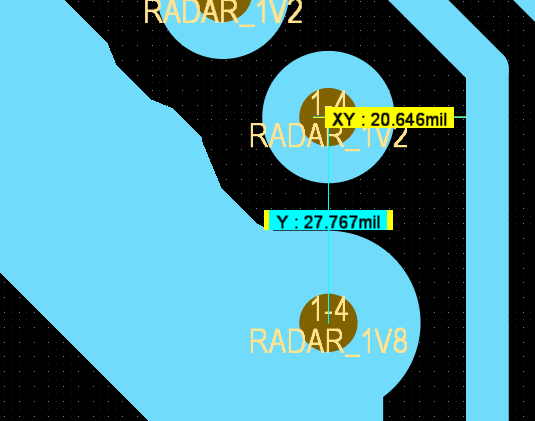 RADAR_1V2
1-4
XY : 20.646mil
RADAR_1V2
Y : 27.767mil
1-4
RADAR_1V8